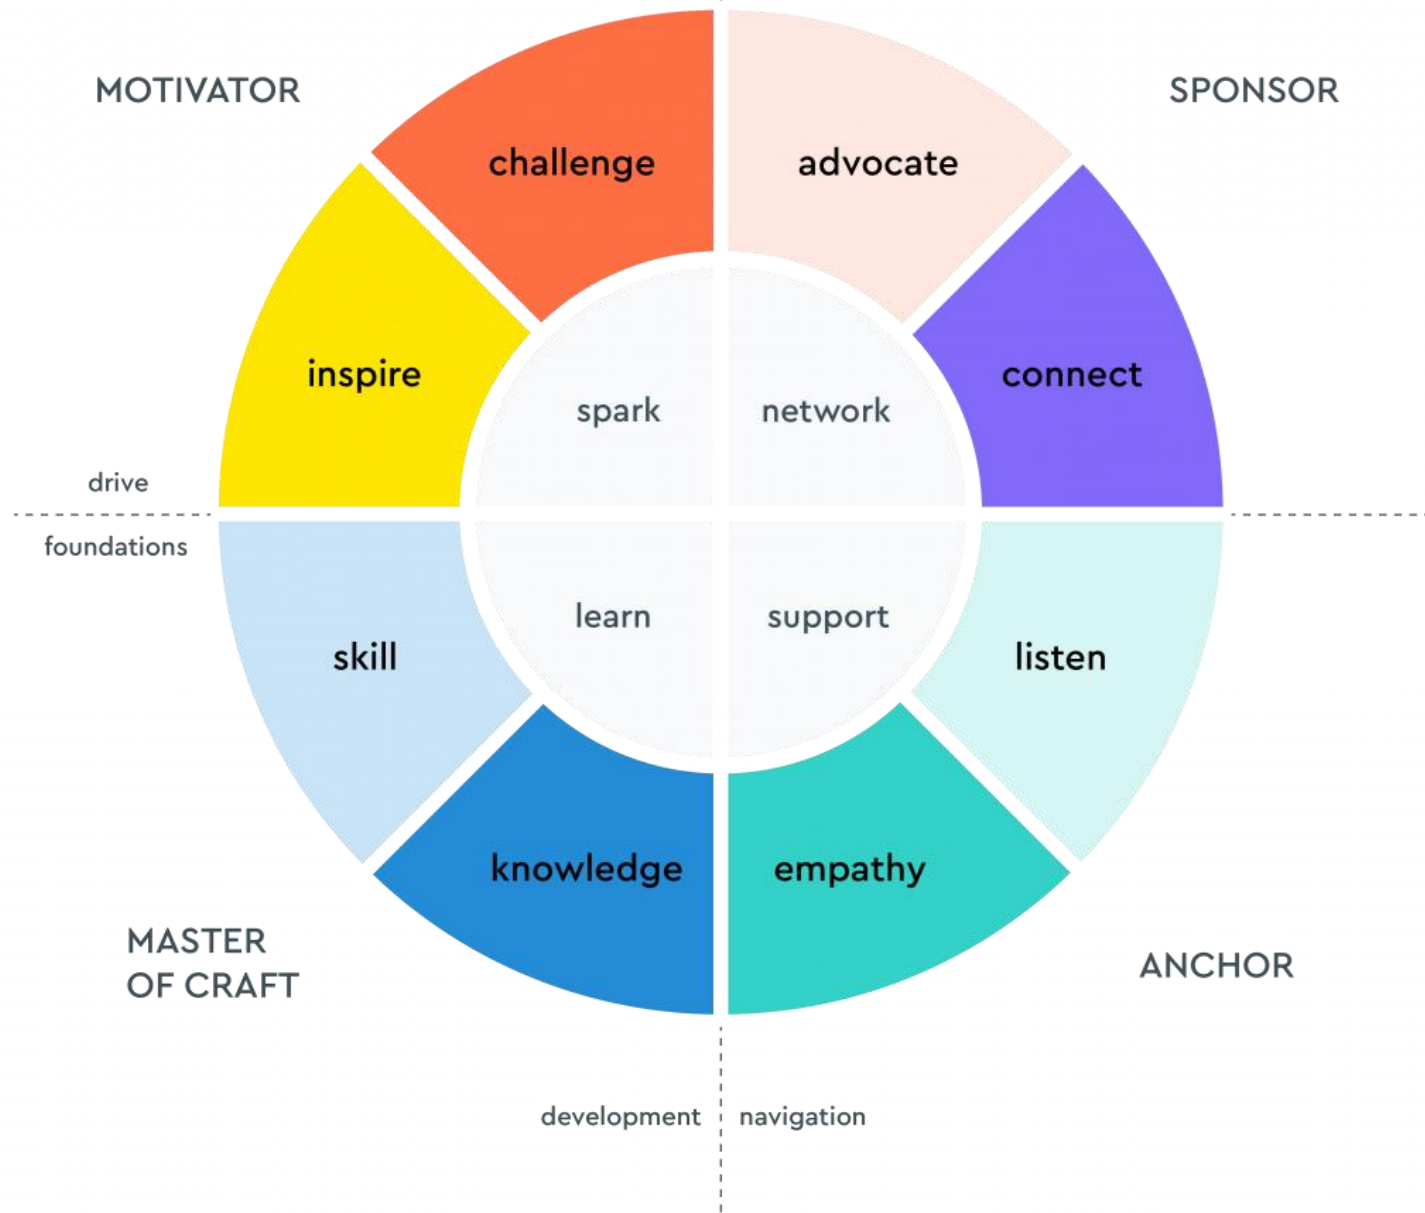 MOTIVATOR
SPONSOR
challenge
advocate
inspire
connect
spark
network
drive
foundations
learn
support
skill
listen
knowledge
empathy
MASTER
OF CRAFT
ANCHOR
development
navigation